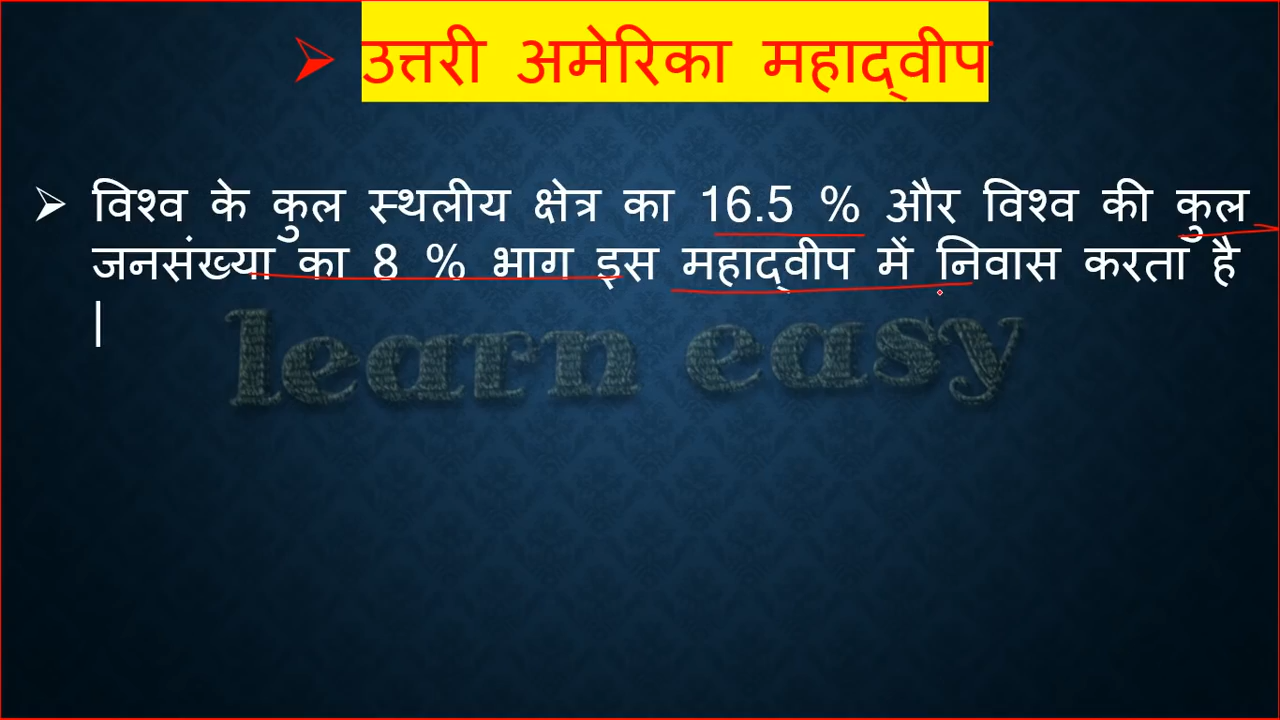 ➢ उत्तरी अमेरिका महाद्वीप
➢ विश्व के कुल स्थलीय क्षेत्र का 16.5 % और विश्व की कुल
जनसंख्या का 8 % भाग इस महाद्वीप में निवास करता है
|
learn easy